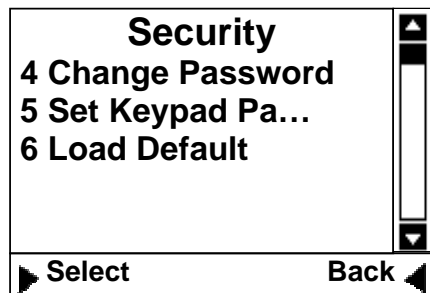 Security
4 Change Password
5 Set Keypad Pa…
6 Load Default
Select Back